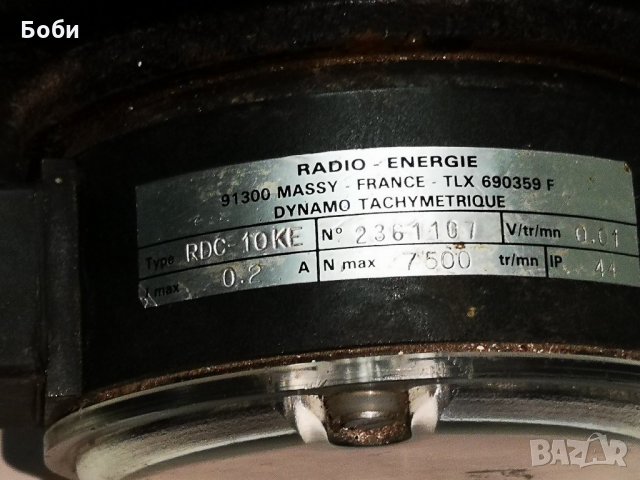 Боби
RADIO - ENERGIE
91300 MASSY - FRANCE - TLX 690359 F
DYNAMO TACHYMETRIQUE
Type RDC-10KE N° 2361107 V/tr/mn 0.01
I max 0.2 A N max 7500 tr/mn IP 44
BAZAR